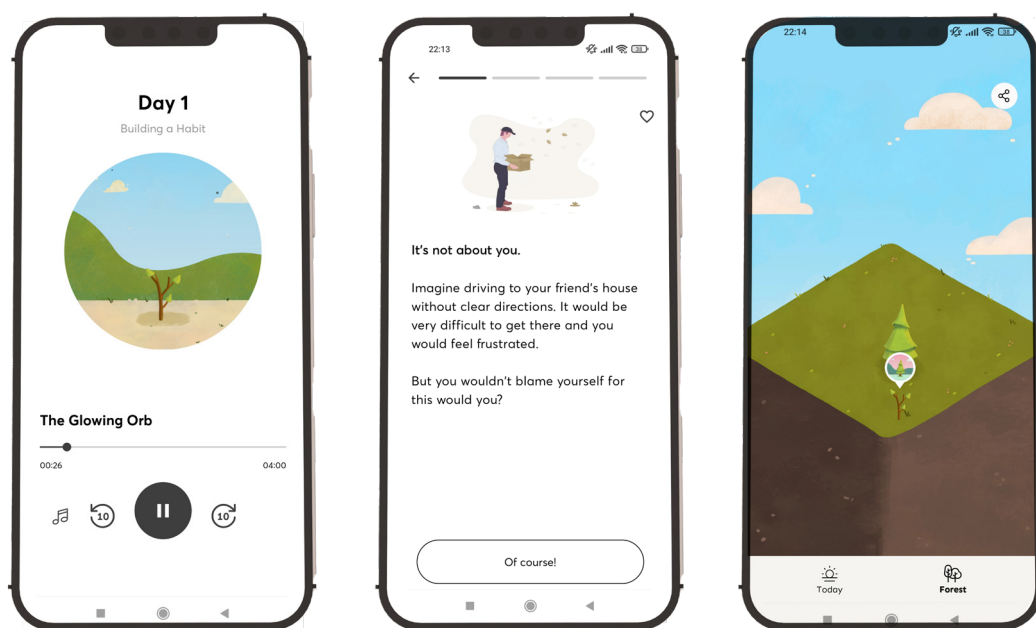 Day 1
Building a Habit
The Glowing Orb
00:26
04:00
10
10
22:13
38
It's not about you.
Imagine driving to your friend's house
without clear directions. It would be
very difficult to get there and you
would feel frustrated.
But you wouldn't blame yourself for
this would you?
Of course!
22:14
38
Today
Forest